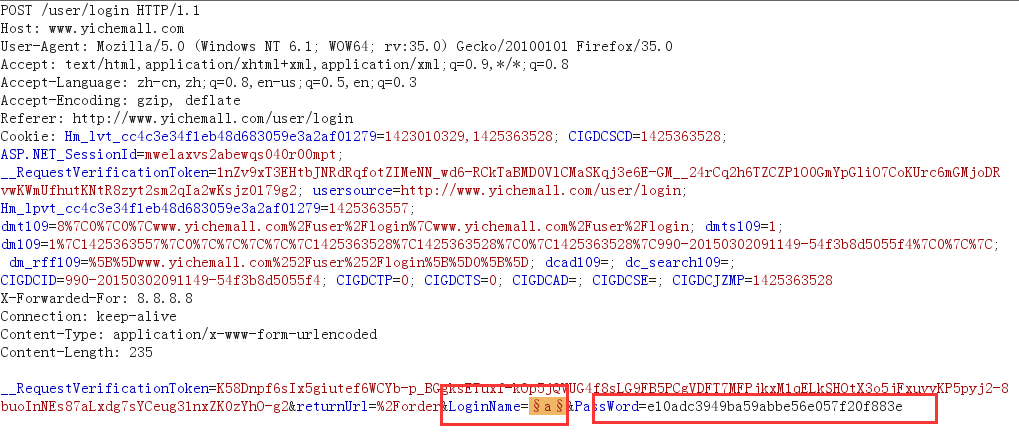 POST /user/login HTTP/1.1
Host: www.yichemall.com
User-Agent: Mozilla/5.0 (Windows NT 6.1; WOW64; rv:35.0) Gecko/20100101 Firefox/35.0
Accept: text/html,application/xhtml+xml,application/xml;q=0.9,*/*;q=0.8
Accept-Language: zh-cn,zh;q=0.8,en-us;q=0.5,en;q=0.3
Accept-Encoding: gzip, deflate
Referer: http://www.yichemall.com/user/login
Cookie: Hm_lvt_cc4c3e34f1eb48d683059e3a2af01279=1423010329,1425363528; CIGDCSCD=1425363528;
ASP.NET_SessionId=mwelaxvs2abewqs040r00mpt;
__RequestVerificationToken=1nZv9xT3EHtbJNRdRqfotZIMeNN_wd6-RCkTaBMD0VlCMaSKqj3e6E-GM__24rCq2h6TZCZP1OOGmYpGliO7CoKUrc6mGMjoDR
vwKWmUfhutKNtR8zyt2sm2qIa2wKsjz0179g2; usersource=http://www.yichemall.com/user/login;
Hm_lpvt_cc4c3e34f1eb48d683059e3a2af01279=1425363557;
dmt109=8%7C0%7C0%7Cwww.yichemall.com%2Fuser%2Flogin%7Cwww.yichemall.com%2Fuser%2Flogin; dmts109=1;
dm109=1%7C1425363557%7C0%7C%7C%7C%7C%7C1425363528%7C1425363528%7C0%7C1425363528%7C990-20150302091149-54f3b8d5055f4%7C0%7C%7C;
dm_rff109=%5B%5Dwww.yichemall.com%252Fuser%252Flogin%5B%5D0%5B%5D; dcad109=; dc_search109=;
CIGDCID=990-20150302091149-54f3b8d5055f4; CIGDCTP=0; CIGDCTS=0; CIGDCAD=; CIGDCSE=; CIGDCJZMP=1425363528
X-Forwarded-For: 8.8.8.8
Connection: keep-alive
Content-Type: application/x-www-form-urlencoded
Content-Length: 235
buoInNEs87aLxdg7sYCeug31nxZK0zYhO-g2&returnUrl=%2Forder&LoginName=§a§&PassWord=e10adc3949ba59abbe56e057f20f883e